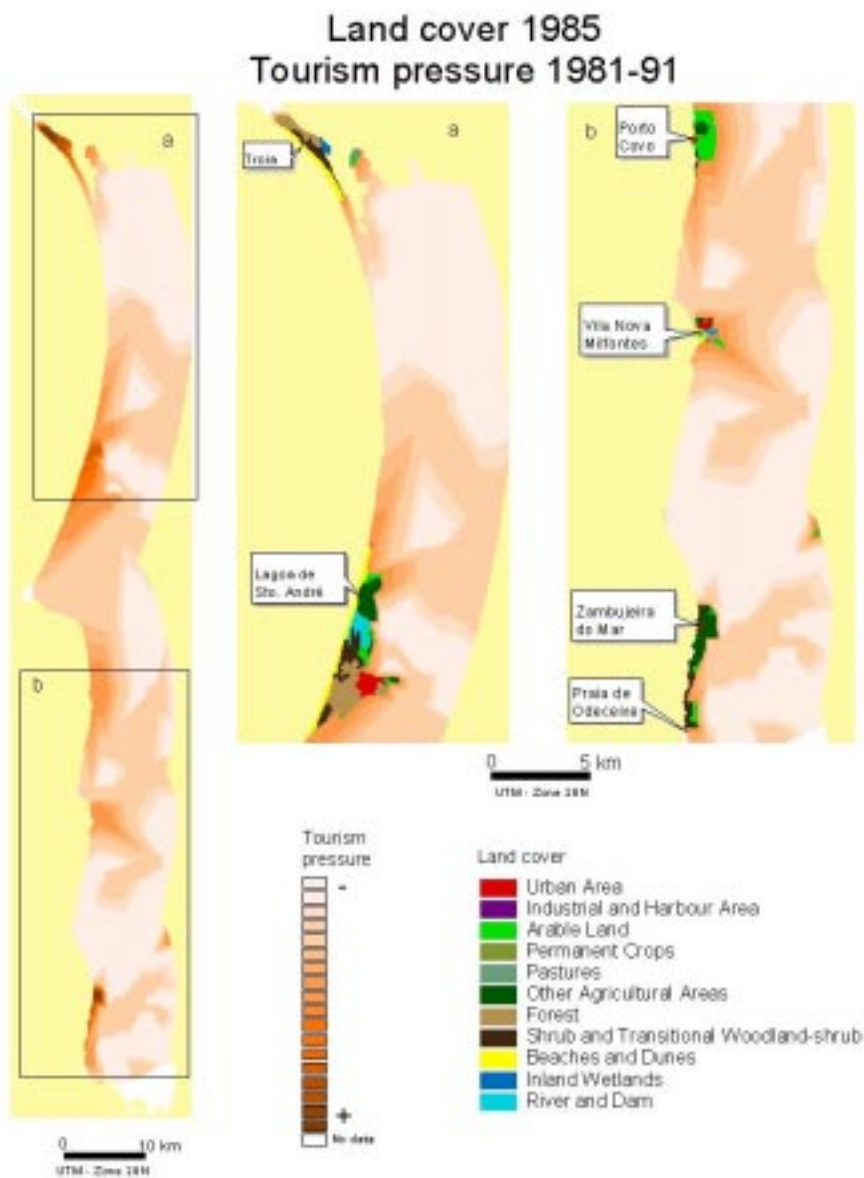 Land cover 1985
Tourism pressure 1981-91
a
b
a
Troia
Lagoa de
Sto. André
b
Porto
Covo
Vila Nova
Milfontes
Zambujeira
do Mar
Praia de
Odeceixe
0 5 km
UTM - Zone 29N
0 10 km
UTM - Zone 29N
Tourism
pressure
-
+
No data
Land cover
Urban Area
Industrial and Harbour Area
Arable Land
Permanent Crops
Pastures
Other Agricultural Areas
Forest
Shrub and Transitional Woodland-shrub
Beaches and Dunes
Inland Wetlands
River and Dam